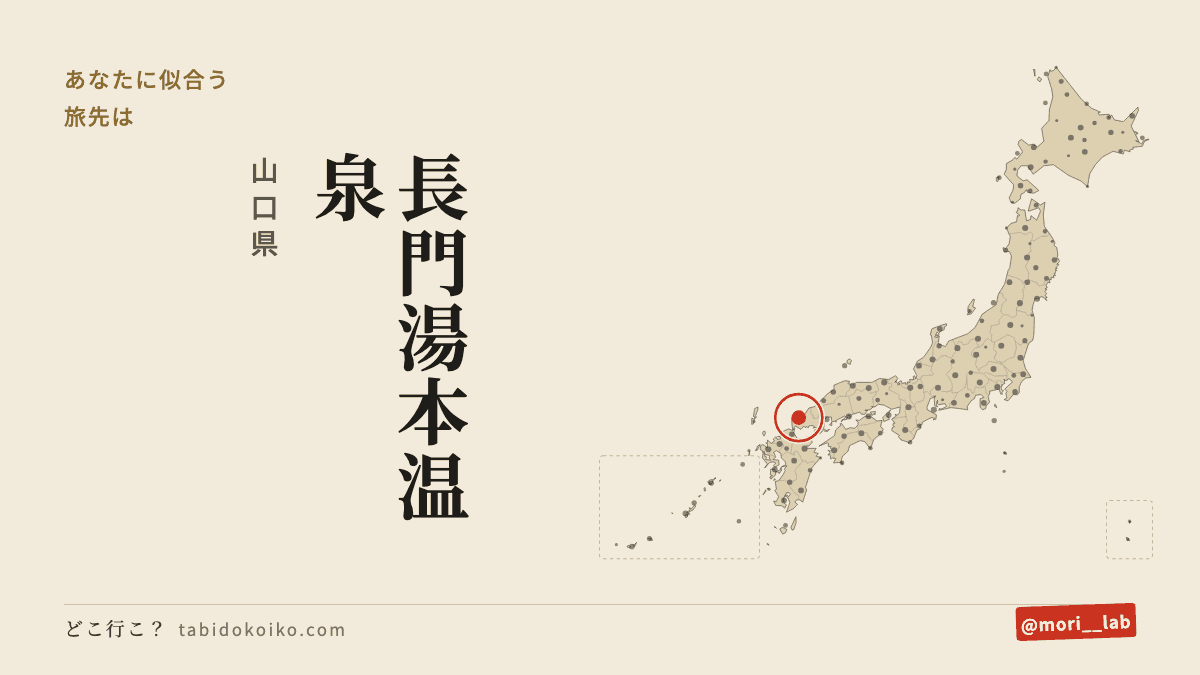 あなたに似合う
旅先は
長門湯本温
泉
山口県
どこ行こ？ tabidokoiko.com
@mori__lab